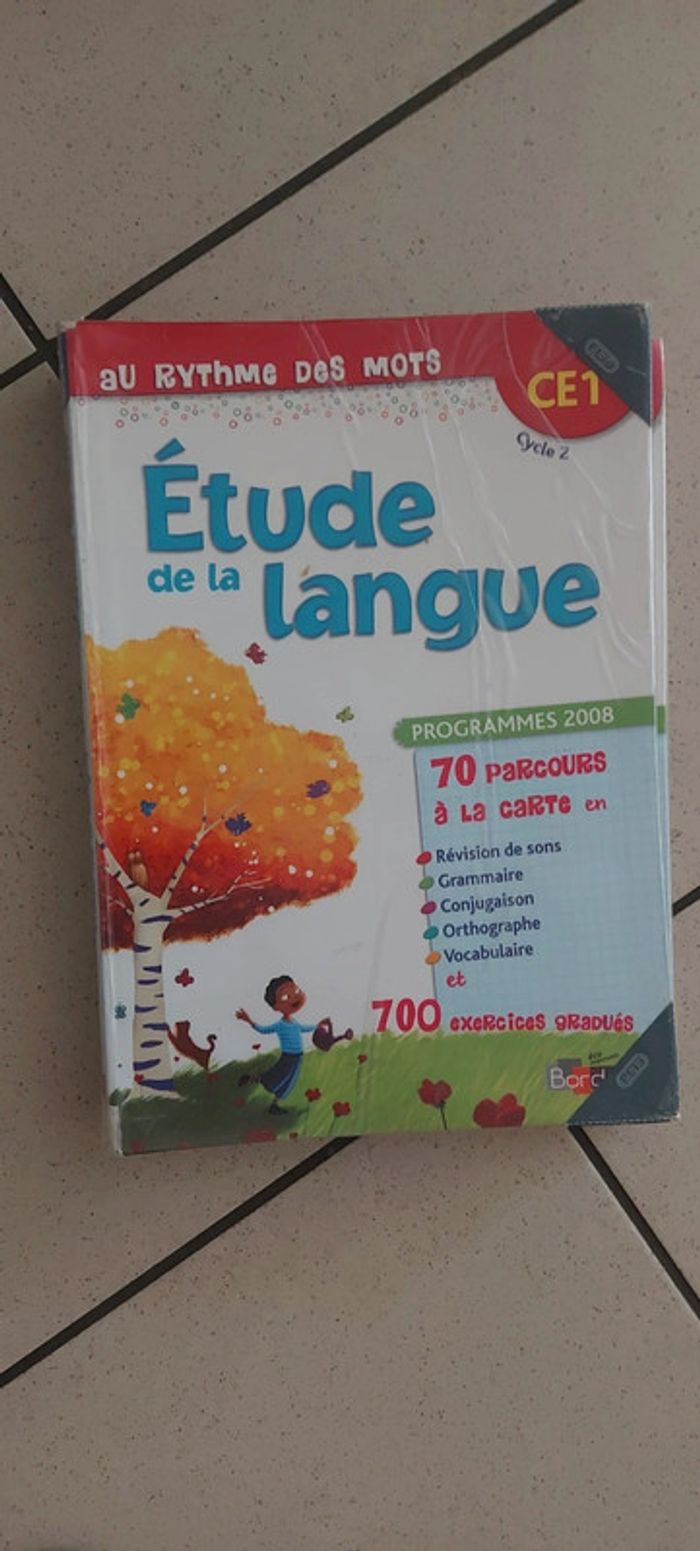 AU RYTHME DES MOTS
CE1
Cycle 2
Étude
de la langue
PROGRAMMES 2008
70 PARCOURS
à LA CARTE en
Révision de sons
Grammaire
Conjugaison
Orthographe
Vocabulaire
et
700 exercices gradués
Bord